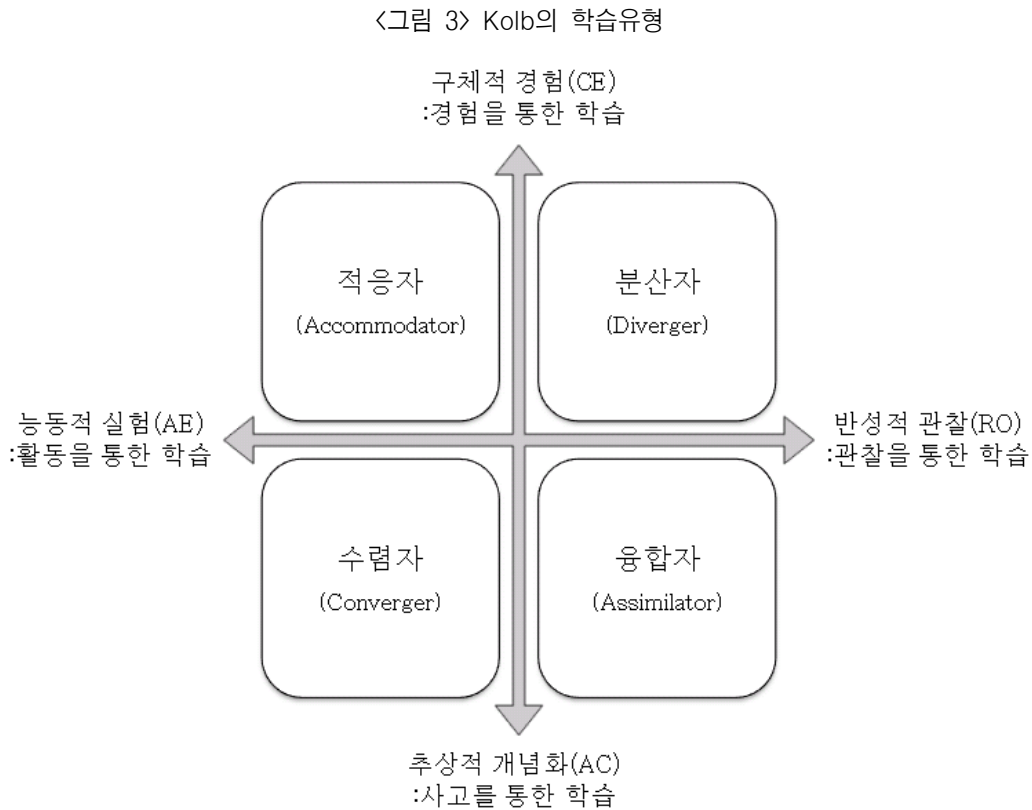 <그림 3> Kolb의 학습유형
구체적 경험(CE)
:경험을 통한 학습
적응자
(Accommodator)
분산자
(Diverger)
능동적 실험(AE)
:활동을 통한 학습
반성적 관찰(RO)
:관찰을 통한 학습
수렴자
(Converger)
융합자
(Assimilator)
추상적 개념화(AC)
:사고를 통한 학습